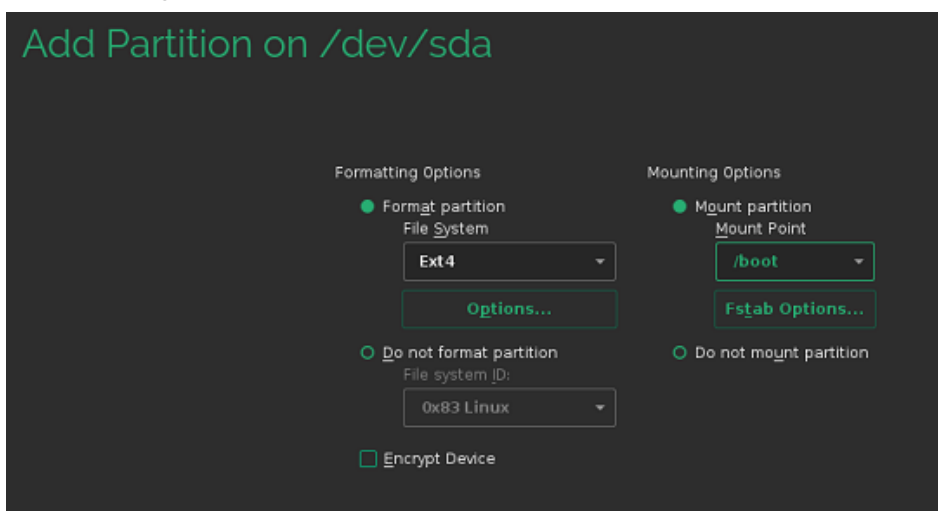 Add Partition on /dev/sda
Formatting Options
Format partition
File System
Ext4
Options...
Do not format partition
File system ID:
0x83 Linux
Encrypt Device
Mounting Options
Mount partition
Mount Point
/boot
Fstab Options...
Do not mount partition